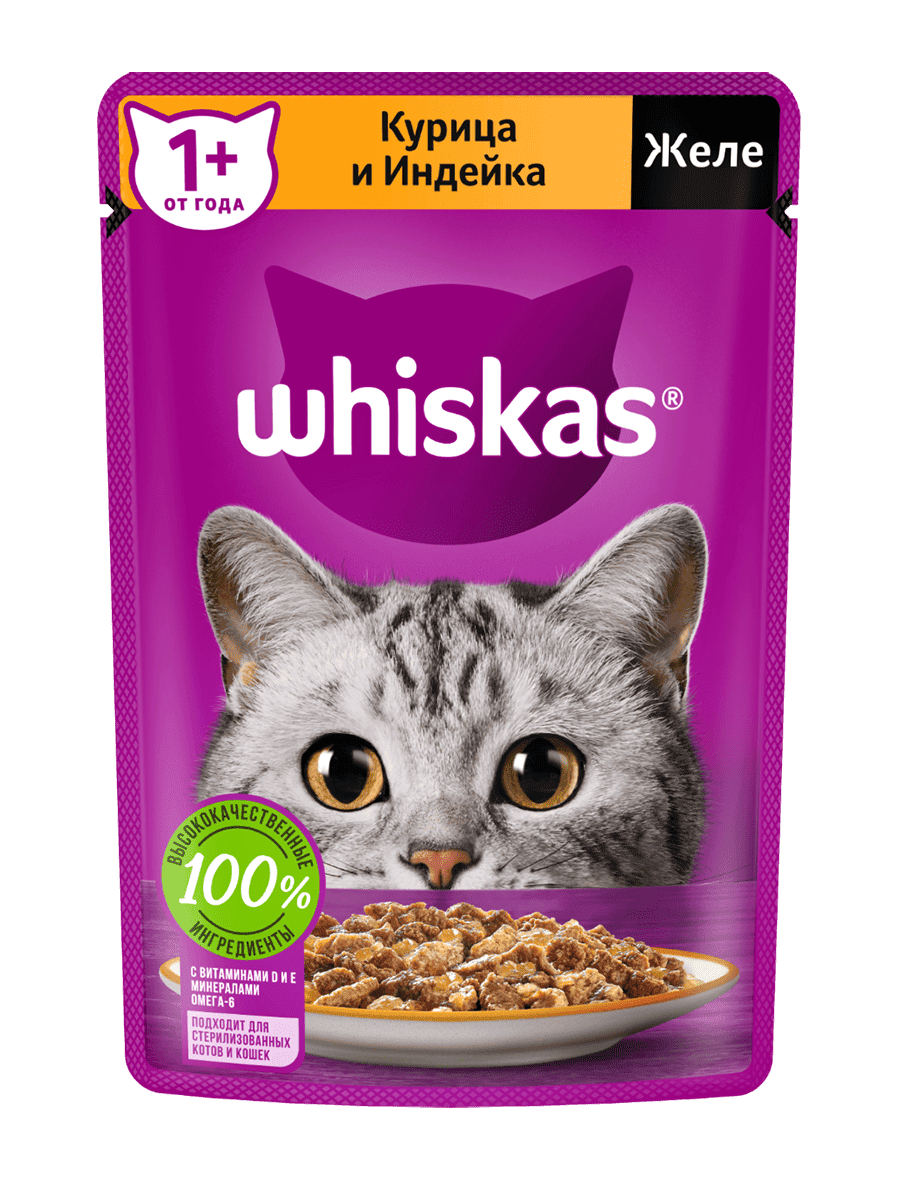 1+
ОТ ГОДА
Курица
и Индейка
Желе
whiskas®
ВЫСОКОКАЧЕСТВЕННЫЕ
100%
ИНГРЕДИЕНТЫ
С ВИТАМИНАМИ D И E
МИНЕРАЛАМИ
ОМЕГА-6
ПОДХОДИТ ДЛЯ
СТЕРИЛИЗОВАННЫХ
КОТОВ И КОШЕК